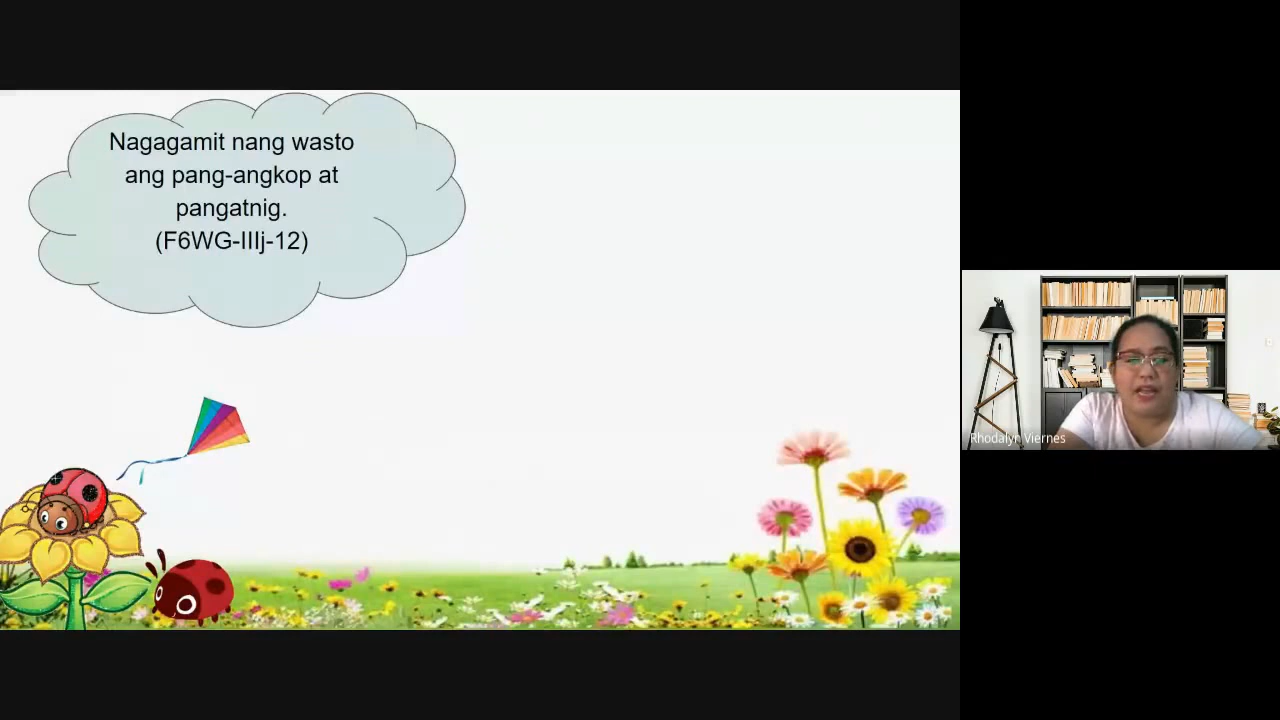 Nagagamit nang wasto
ang pang-angkop at
pangatnig.
(F6WG-IIIj-12)
Rhodalyn Viernes